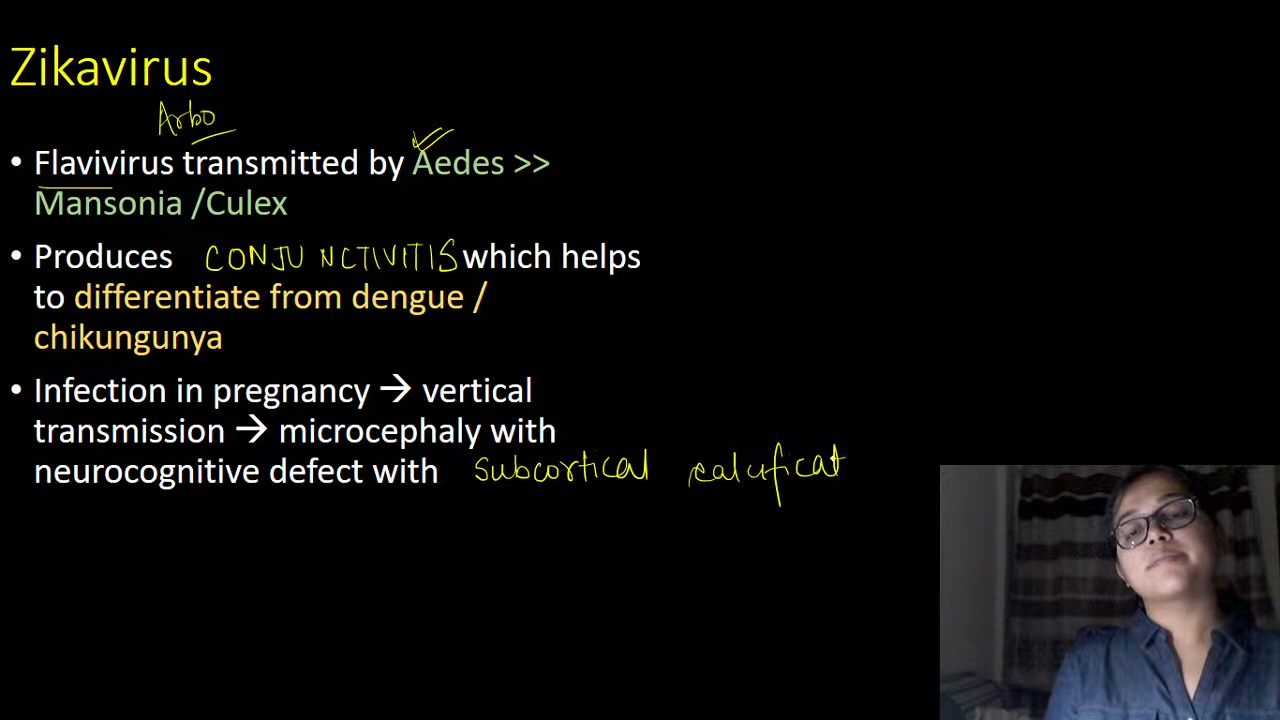 Zikavirus
Arbo
• Flavivirus transmitted by Aedes >>
Mansonia /Culex
• Produces CONJUNCTIVITIS which helps
to differentiate from dengue /
chikungunya
• Infection in pregnancy → vertical
transmission → microcephaly with
neurocognitive defect with subcortical calcificat